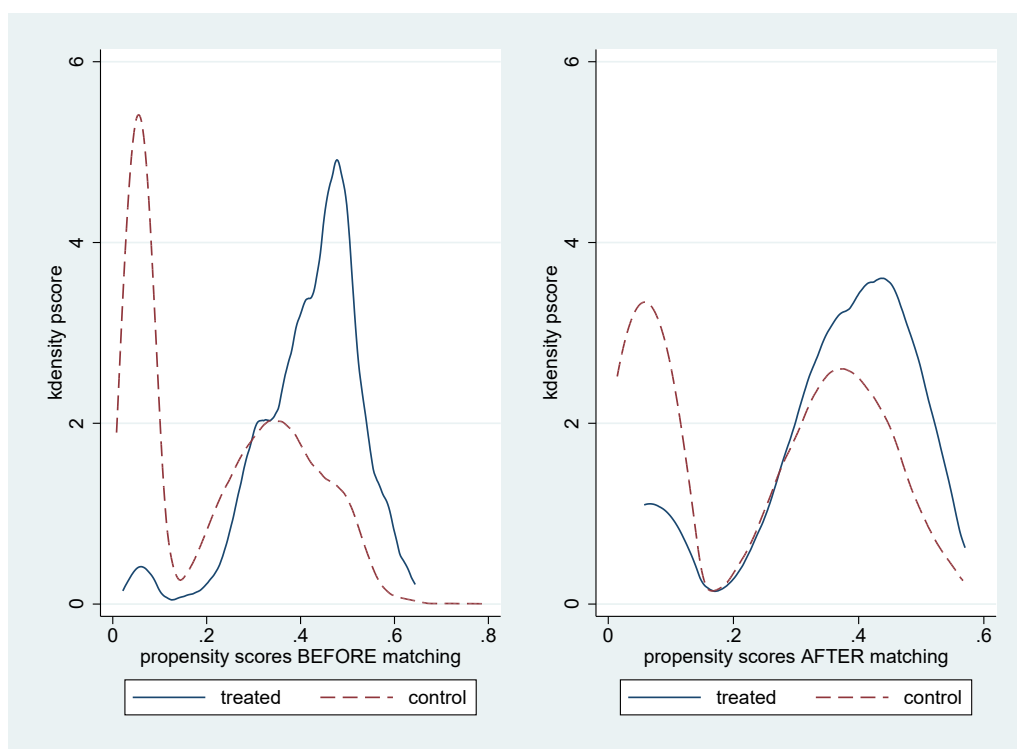 6
4
2
0
kdensity pscore
0 .2 .4 .6 .8
propensity scores BEFORE matching
treated control
6
4
2
0
kdensity pscore
0 .2 .4 .6
propensity scores AFTER matching
treated control